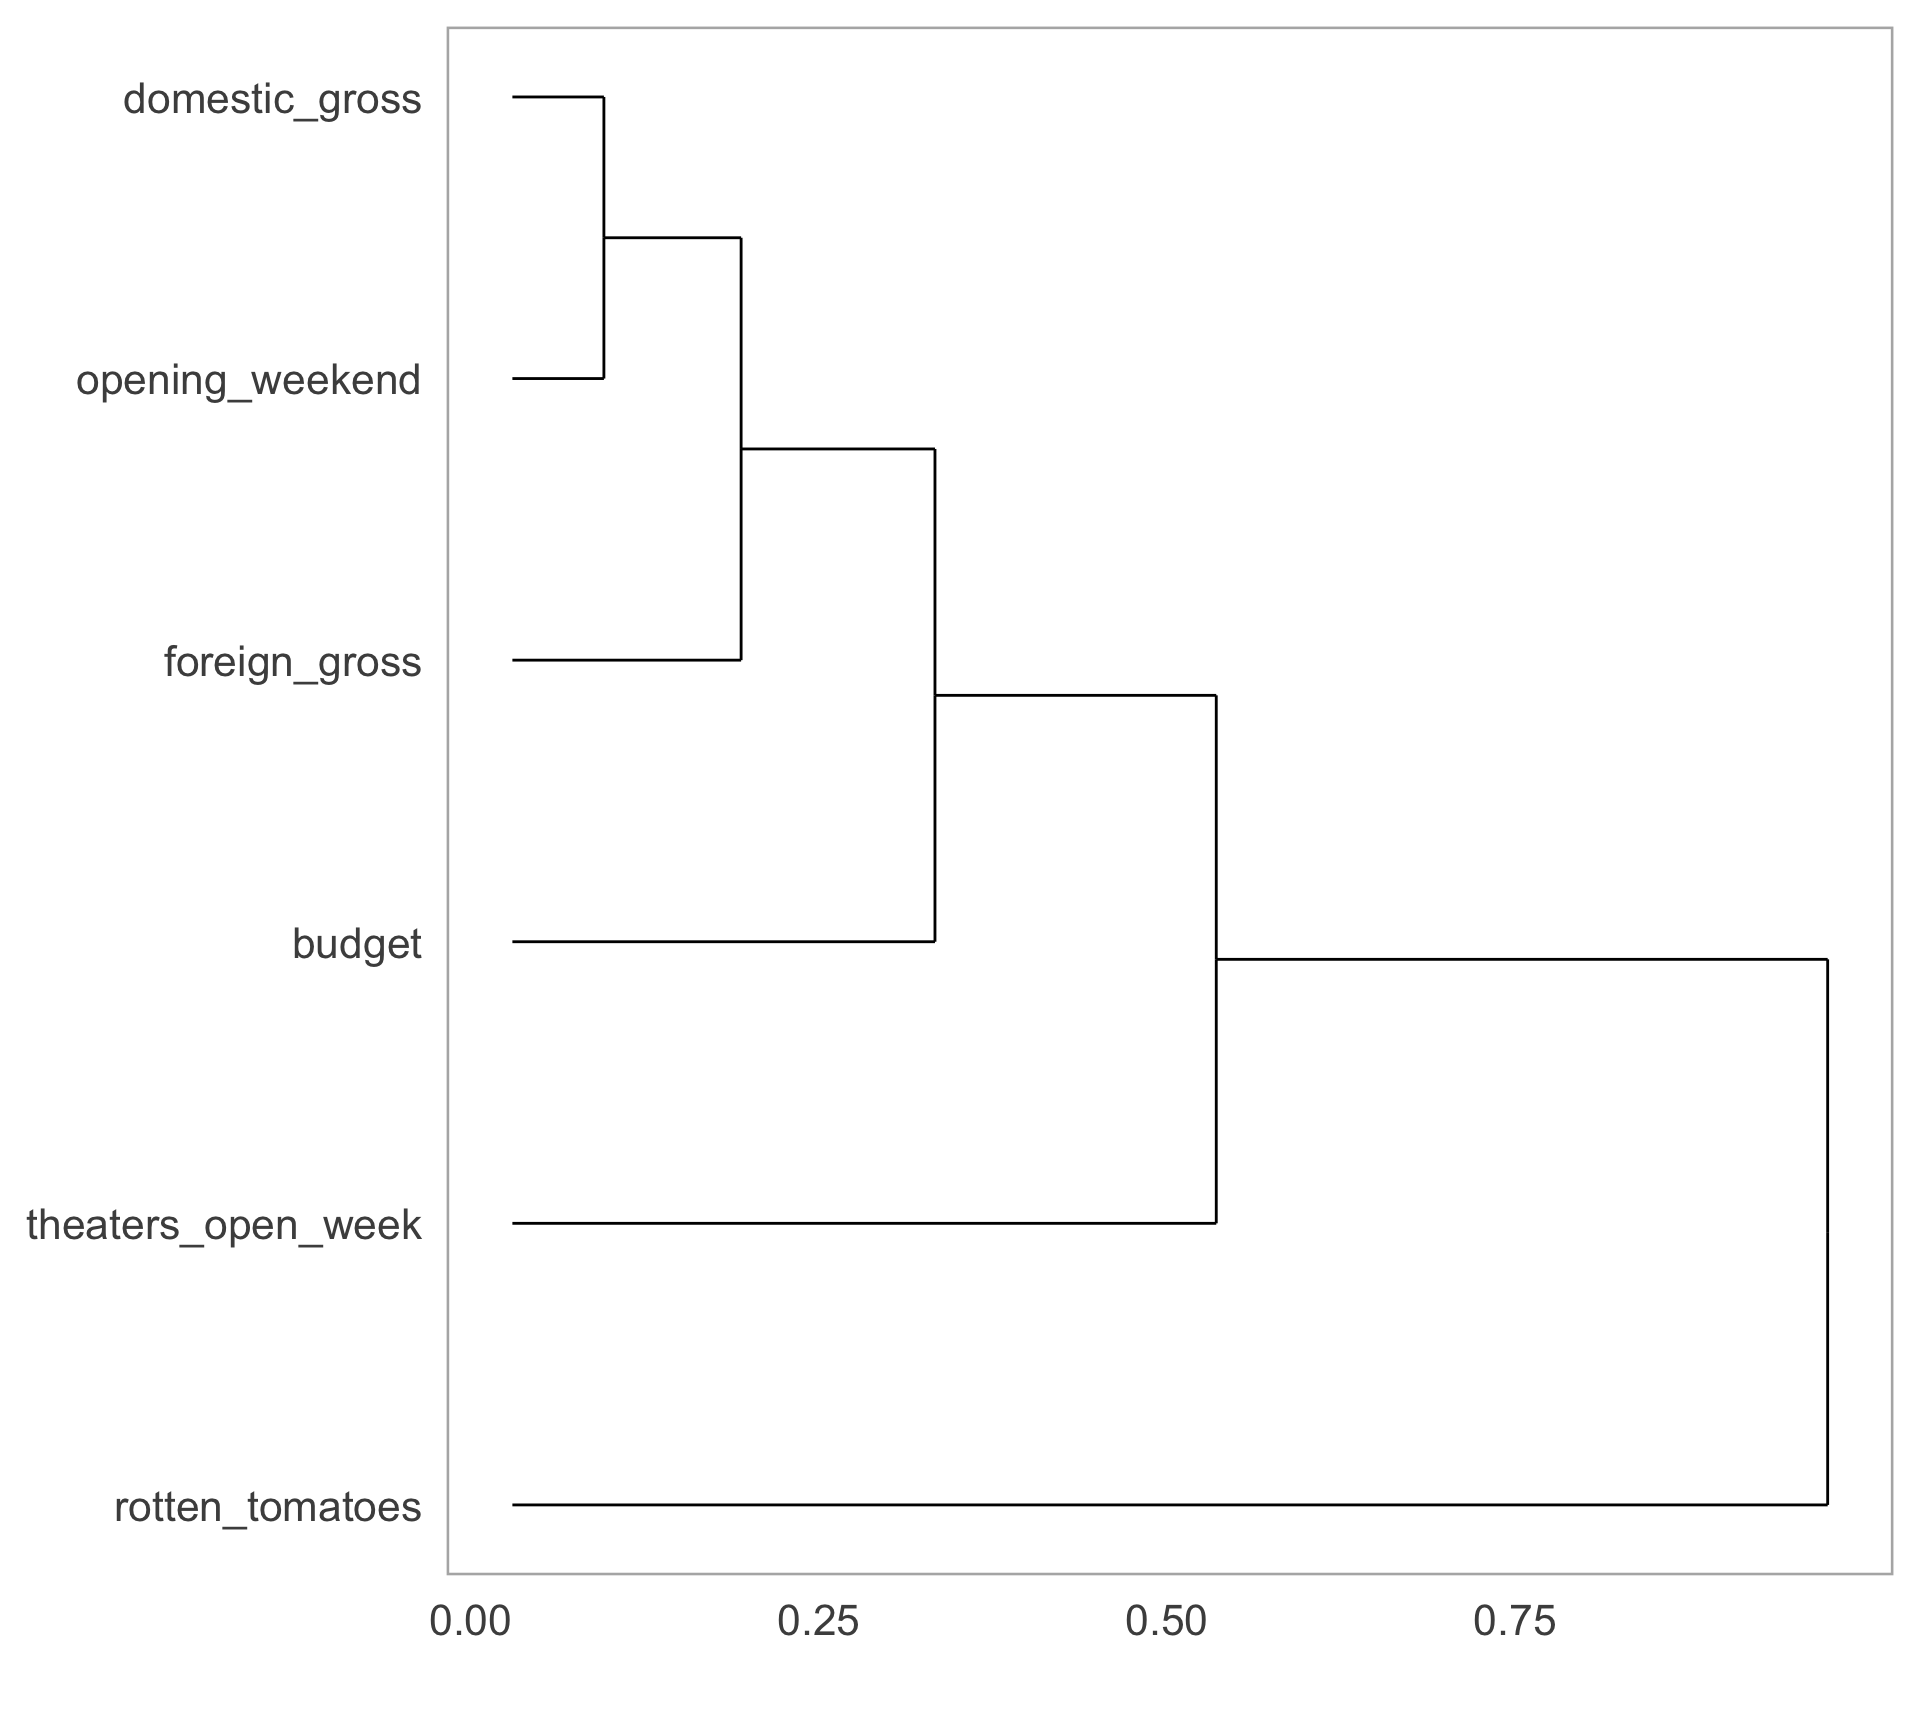 domestic_gross
opening_weekend
foreign_gross
budget
theaters_open_week
rotten_tomatoes
0.00 0.25 0.50 0.75